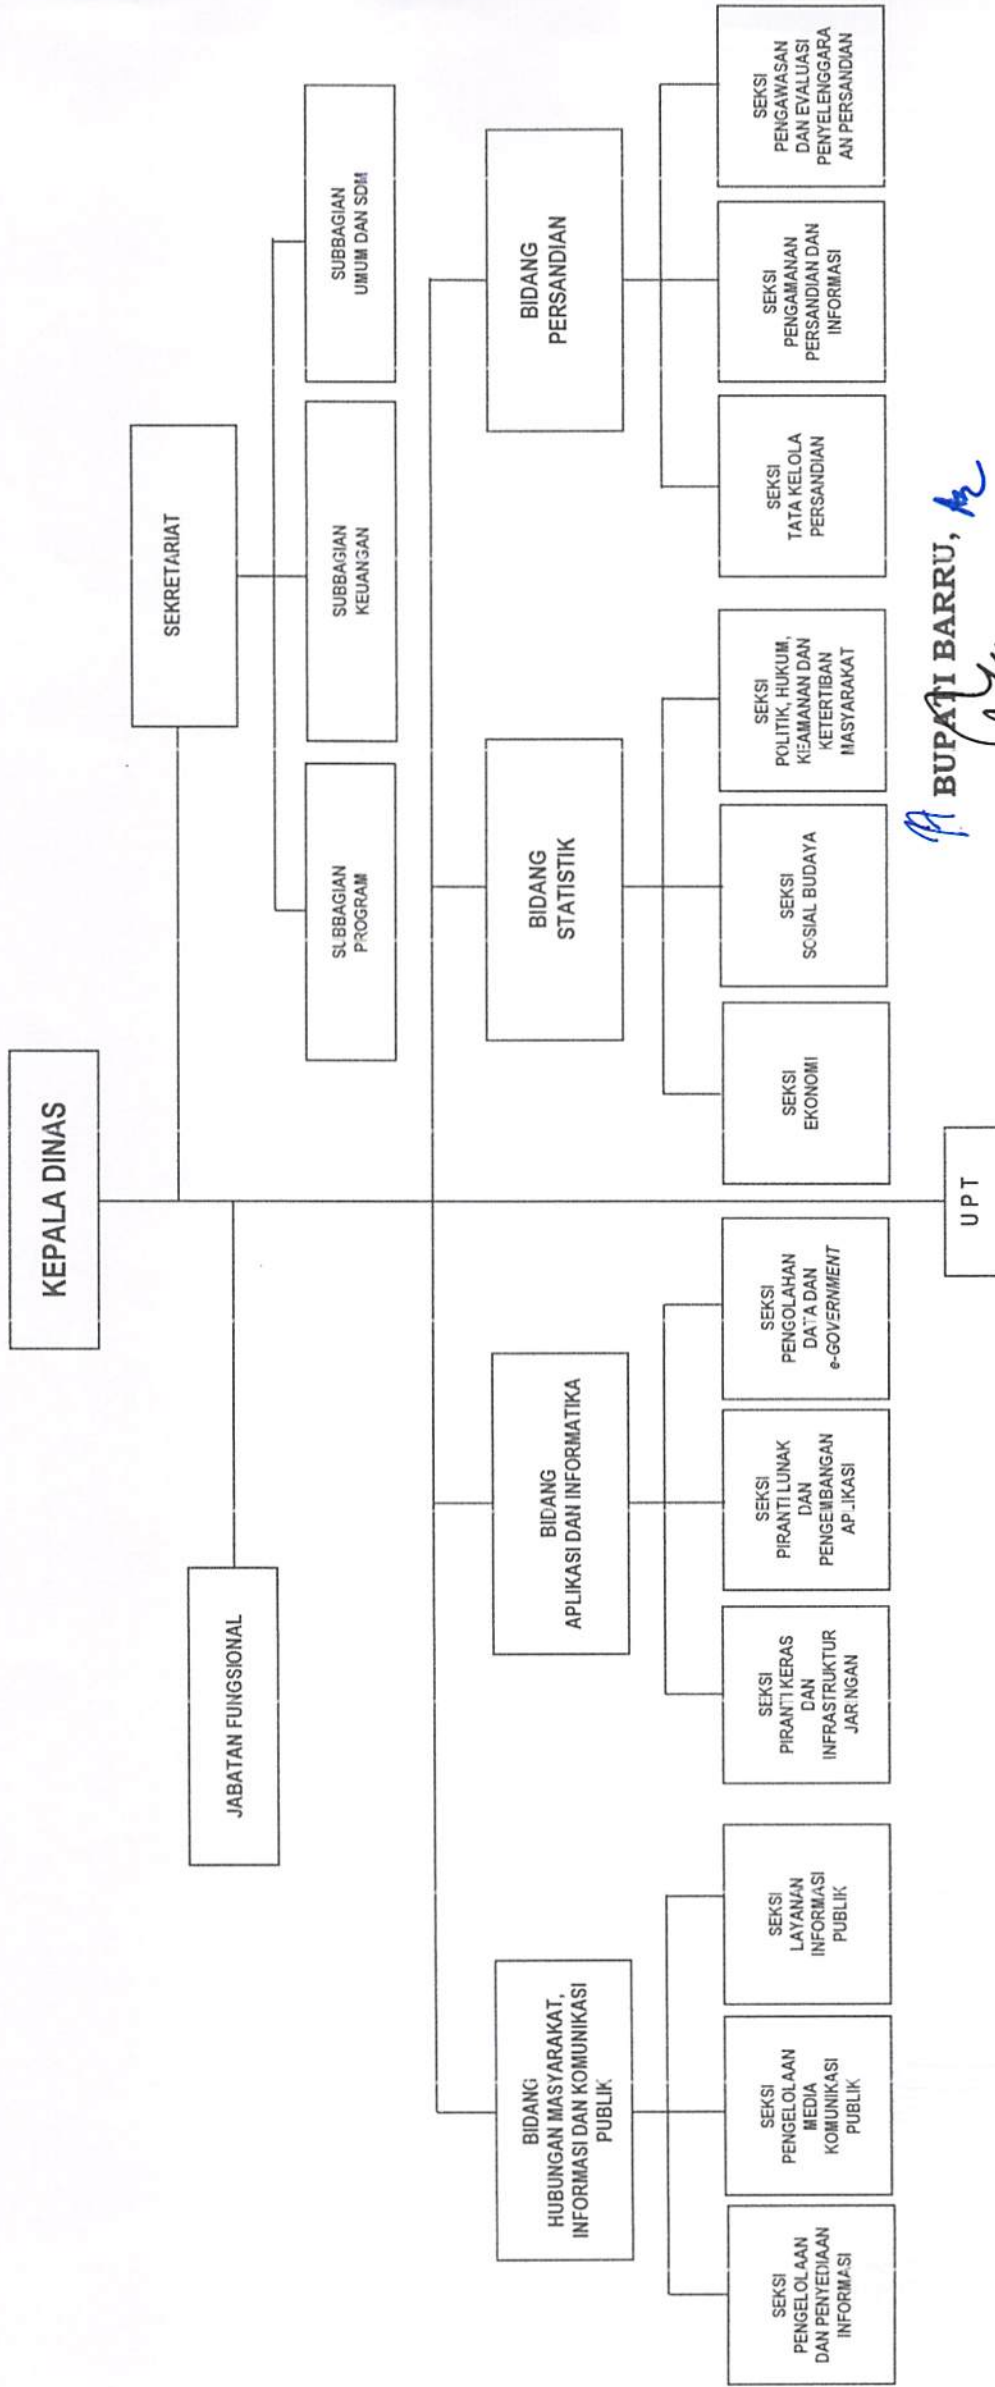 KEPALA DINAS
SEKRETARIAT
JABATAN FUNGSIONAL
SUBBAGIAN
PROGRAM
SUBBAGIAN
KEUANGAN
SUBBAGIAN
UMUM DAN SDM
BIDANG
HUBUNGAN MASYARAKAT,
INFORMASI DAN KOMUNIKASI
PUBLIK
BIDANG
APLIKASI DAN INFORMATIKA
BIDANG
STATISTIK
BIDANG
PERSANDIAN
SEKSI
PENGELOLAAN
DAN PENYEDIAAN
INFORMASI
SEKSI
PENGELOLAAN
MEDIA
KOMUNIKASI
PUBLIK
SEKSI
LAYANAN
INFORMASI
PUBLIK
SEKSI
PIRANTI KERAS
DAN
INFRASTRUKTUR
JARINGAN
SEKSI
PIRANTI LUNAK
DAN
PENGEMBANGAN
APLIKASI
SEKSI
PENGOLAHAN
DATA DAN
e-GOVERNMENT
SEKSI
EKONOMI
SEKSI
SOSIAL BUDAYA
SEKSI
POLITIK, HUKUM,
KEAMANAN DAN
KETERTIBAN
MASYARAKAT
SEKSI
TATA KELOLA
PERSANDIAN
SEKSI
PENGAMANAN
PERSANDIAN DAN
INFORMASI
SEKSI
PENGAWASAN
DAN EVALUASI
PENYELENGGARA
AN PERSANDIAN
UPT
BUPATI BARRU,